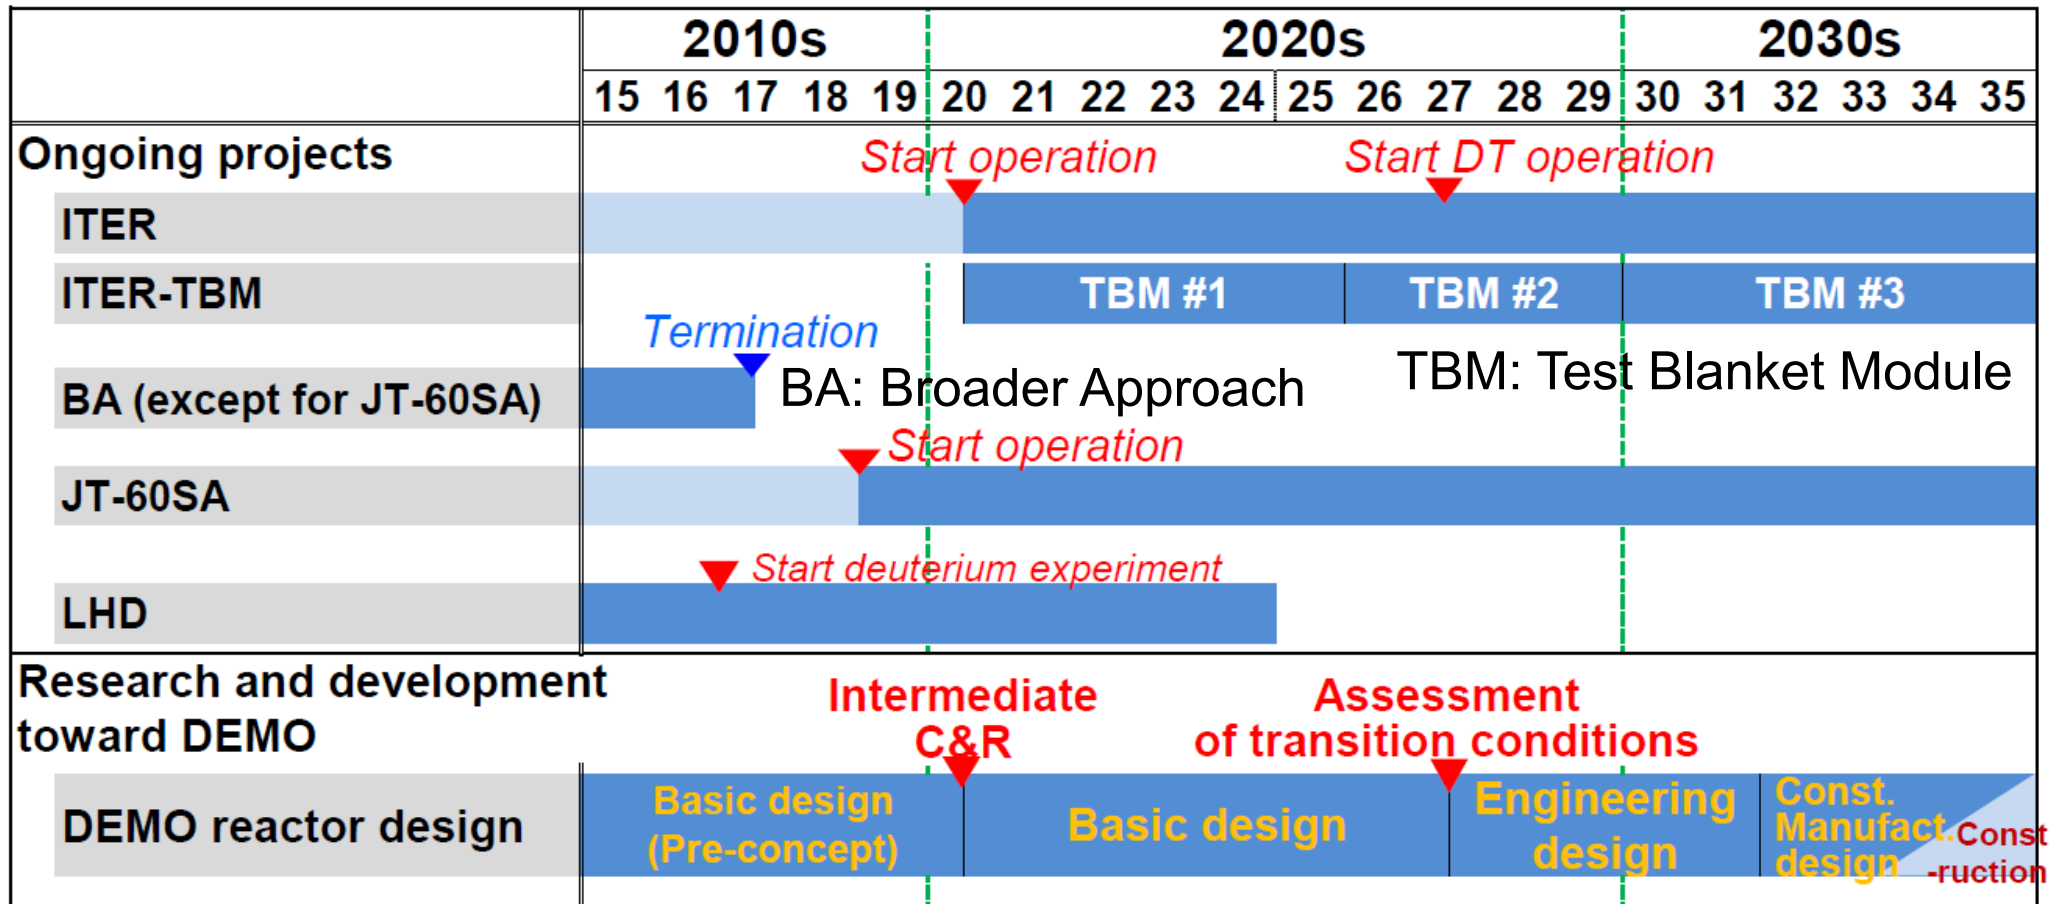 2010s 2020s 2030s
15 16 17 18 19 20 21 22 23 24 25 26 27 28 29 30 31 32 33 34 35
Ongoing projects
Start operation Start DT operation
ITER
ITER-TBM TBM #1 TBM #2 TBM #3
Termination
BA (except for JT-60SA) BA: Broader Approach TBM: Test Blanket Module
Start operation
JT-60SA
Start deuterium experiment
LHD
Research and development
toward DEMO
Intermediate
C&R
Assessment
of transition conditions
DEMO reactor design
Basic design
(Pre-concept)
Basic design
Engineering
design
Const.
Manufact.
design
Const
-ruction